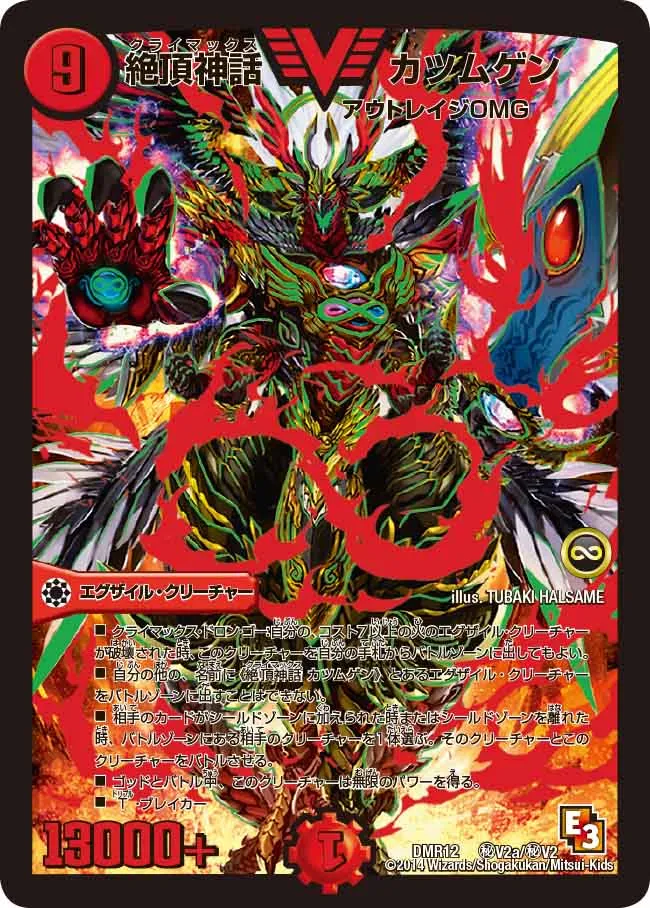 9
クライマックス
絶頂神話 カツムゲン
アウトレイジOMG
エグザイル・クリーチャー
illus. TUBAKI HALSAME
■ クライマックス・ドロン・ゴー:自分の、コスト7以上の火のエグザイル・クリーチャー
が破壊された時、このクリーチャーを自分の手札からバトルゾーンに出してもよい。
■ 自分の他の、名前に《絶頂神話 カツムゲン》とあるエグザイル・クリーチャー
をバトルゾーンに出すことはできない。
■ 相手のカードがシールドゾーンに加えられた時またはシールドゾーンを離れた
時、バトルゾーンにある相手のクリーチャーを1体選ぶ。そのクリーチャーとこの
クリーチャーをバトルさせる。
■ ゴッドとバトル中、このクリーチャーは無限のパワーを得る。
■ T・ブレイカー
13000+
1
DMR12 ㊙V2a/㊙V2
©2014 Wizards/Shogakukan/Mitsui-Kids
E3